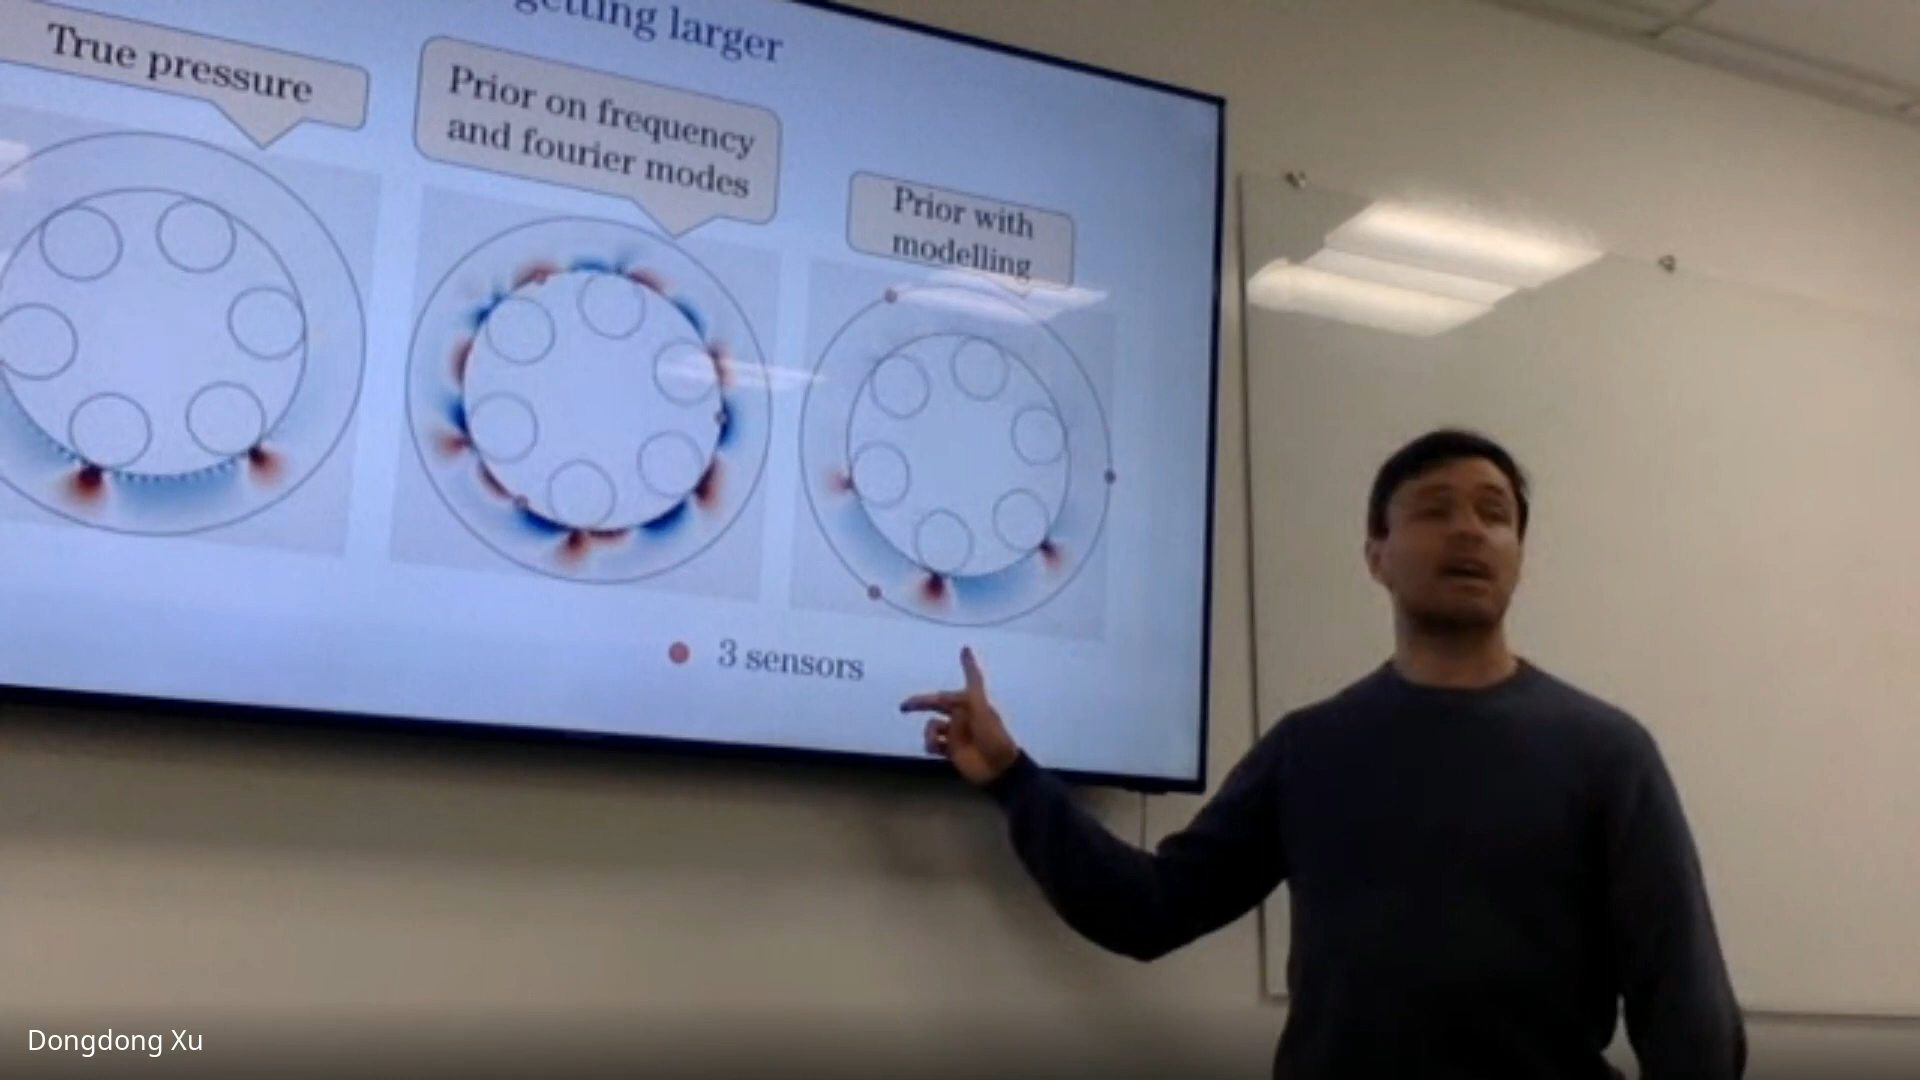 getting larger
True pressure
Prior on frequency
and fourier modes
Prior with
modelling
3 sensors
Dongdong Xu